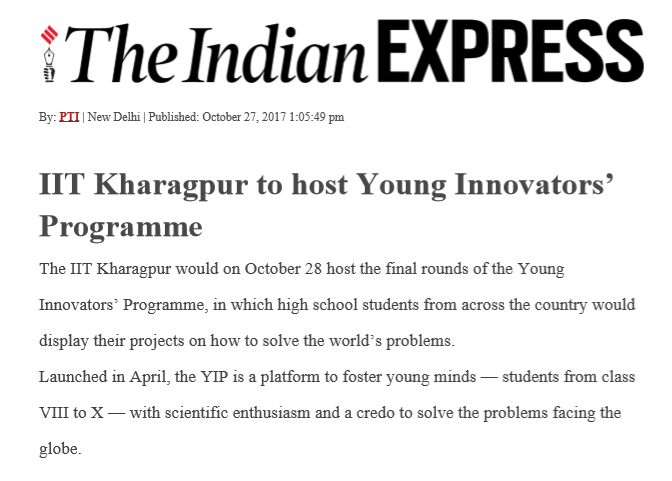 The Indian EXPRESS
By: PTI | New Delhi | Published: October 27, 2017 1:05:49 pm
IIT Kharagpur to host Young Innovators’
Programme
The IIT Kharagpur would on October 28 host the final rounds of the Young
Innovators’ Programme, in which high school students from across the country would
display their projects on how to solve the world’s problems.
Launched in April, the YIP is a platform to foster young minds — students from class
VIII to X — with scientific enthusiasm and a credo to solve the problems facing the
globe.